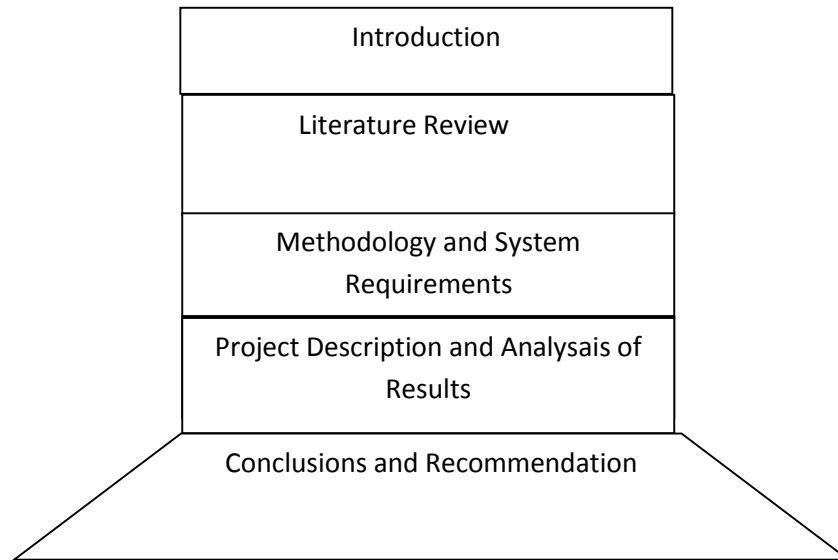 Introduction
Literature Review
Methodology and System
Requirements
Project Description and Analysais of
Results
Conclusions and Recommendation